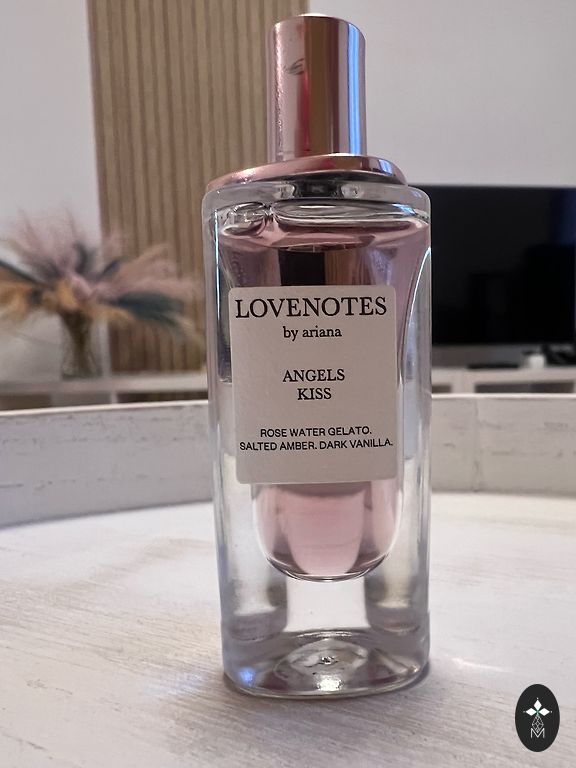 LOVENOTES
by ariana
ANGELS
KISS
ROSE WATER GELATO.
SALTED AMBER. DARK VANILLA.
M